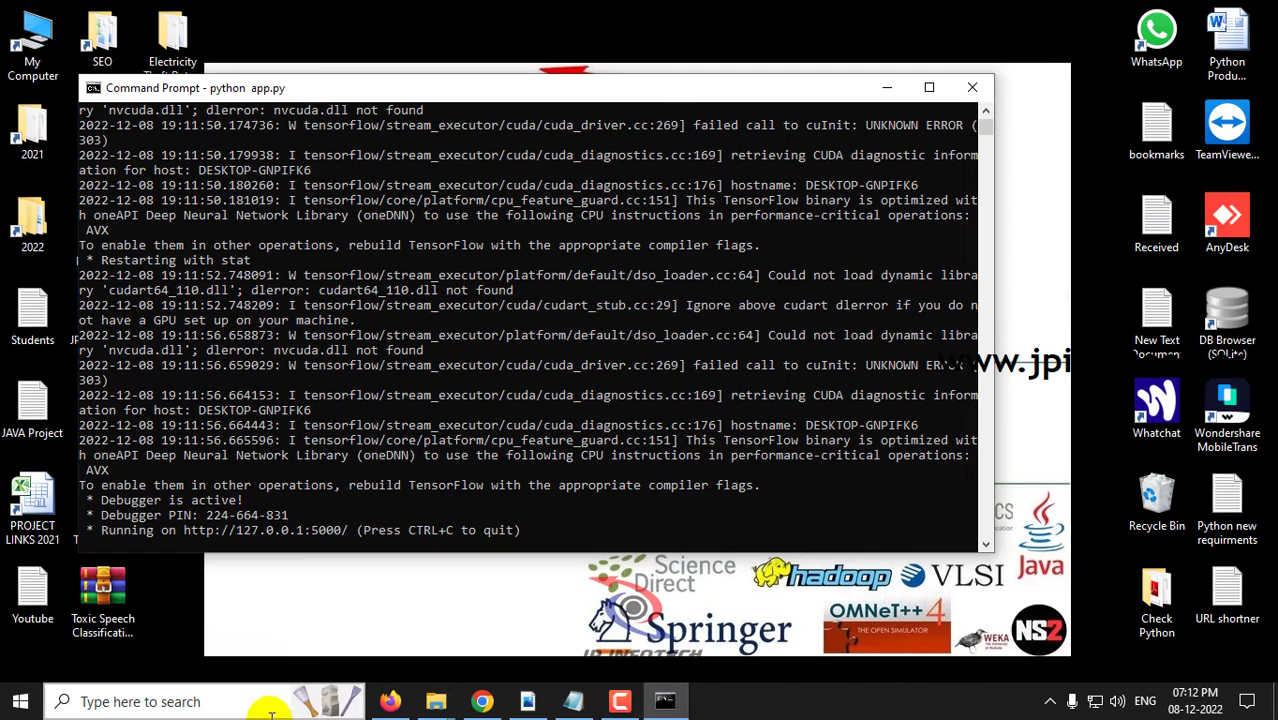 My
Computer
SEO
Electricity
2021
2022
Students
JAVA Project
PROJECT
LINKS 2021
Youtube
Toxic Speech
Classificati...
Command Prompt - python  app.py
ry 'nvcuda.dll'; dlerror: nvcuda.dll not found
2022-12-08 19:11:50.174736: W tensorflow/stream_executor/cuda/cuda_driver.cc:269] failed call to cuInit: UNKNOWN ERROR (
303)
2022-12-08 19:11:50.179938: I tensorflow/stream_executor/cuda/cuda_diagnostics.cc:169] retrieving CUDA diagnostic inform
ation for host: DESKTOP-GNPIFK6
2022-12-08 19:11:50.180260: I tensorflow/stream_executor/cuda/cuda_diagnostics.cc:176] hostname: DESKTOP-GNPIFK6
2022-12-08 19:11:50.181019: I tensorflow/core/platform/cpu_feature_guard.cc:151] This TensorFlow binary is optimized wit
h oneAPI Deep Neural Network Library (oneDNN) to use the following CPU instructions in performance-critical operations:
AVX
To enable them in other operations, rebuild TensorFlow with the appropriate compiler flags.
* Restarting with stat
2022-12-08 19:11:52.748091: W tensorflow/stream_executor/platform/default/dso_loader.cc:64] Could not load dynamic libra
ry 'cudart64_110.dll'; dlerror: cudart64_110.dll not found
2022-12-08 19:11:52.748209: I tensorflow/stream_executor/cuda/cudart_stub.cc:29] Ignore above cudart dlerror if you do n
ot have a GPU set up on your machine.
2022-12-08 19:11:56.658873: W tensorflow/stream_executor/platform/default/dso_loader.cc:64] Could not load dynamic libra
ry 'nvcuda.dll'; dlerror: nvcuda.dll not found
2022-12-08 19:11:56.659029: W tensorflow/stream_executor/cuda/cuda_driver.cc:269] failed call to cuInit: UNKNOWN ERROR (
303)
2022-12-08 19:11:56.664153: I tensorflow/stream_executor/cuda/cuda_diagnostics.cc:169] retrieving CUDA diagnostic inform
ation for host: DESKTOP-GNPIFK6
2022-12-08 19:11:56.664443: I tensorflow/stream_executor/cuda/cuda_diagnostics.cc:176] hostname: DESKTOP-GNPIFK6
2022-12-08 19:11:56.665596: I tensorflow/core/platform/cpu_feature_guard.cc:151] This TensorFlow binary is optimized wit
h oneAPI Deep Neural Network Library (oneDNN) to use the following CPU instructions in performance-critical operations:
AVX
To enable them in other operations, rebuild TensorFlow with the appropriate compiler flags.
* Debugger is active!
* Debugger PIN: 224-664-831
* Running on http://127.0.0.1:5000/ (Press CTRL+C to quit)
www.jpi
Science
Direct
hadoop
VLSI
Java
Springer
OMNet++ 4
THE OPEN SIMULATOR
WEKA
NS2
JP INFOTECH
WhatsApp
Python
Produ...
bookmarks
TeamViewe...
Received
AnyDesk
New Text
Documen...
DB Browser
(SQLite)
Whatchat
Wondershare
MobileTrans
Recycle Bin
Python new
requirments
Check
Python
URL shortner
Type here to search
ENG
07:12 PM
08-12-2022